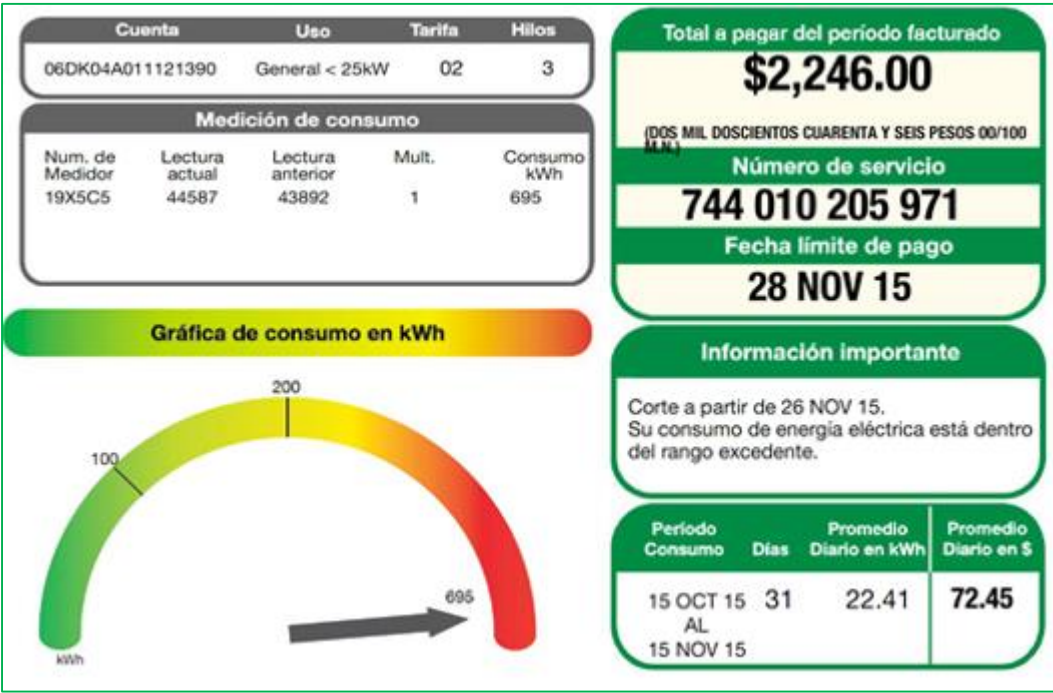 Cuenta Uso Tarifa Hilos
06DK04A011121390 General < 25kW 02 3
Medición de consumo
Num. de Medidor Lectura actual Lectura anterior Mult. Consumo kWh
19X5C5 44587 43892 1 695
Gráfica de consumo en kWh
200
100
695
kWh
Total a pagar del período facturado
$2,246.00
(DOS MIL DOSCIENTOS CUARENTA Y SEIS PESOS 00/100
M.N.)
Número de servicio
744 010 205 971
Fecha límite de pago
28 NOV 15
Información importante
Corte a partir de 26 NOV 15.
Su consumo de energía eléctrica está dentro
del rango excedente.
Período Consumo Días Promedio Diario en kWh Promedio Diario en $
15 OCT 15 31 22.41 72.45
AL
15 NOV 15